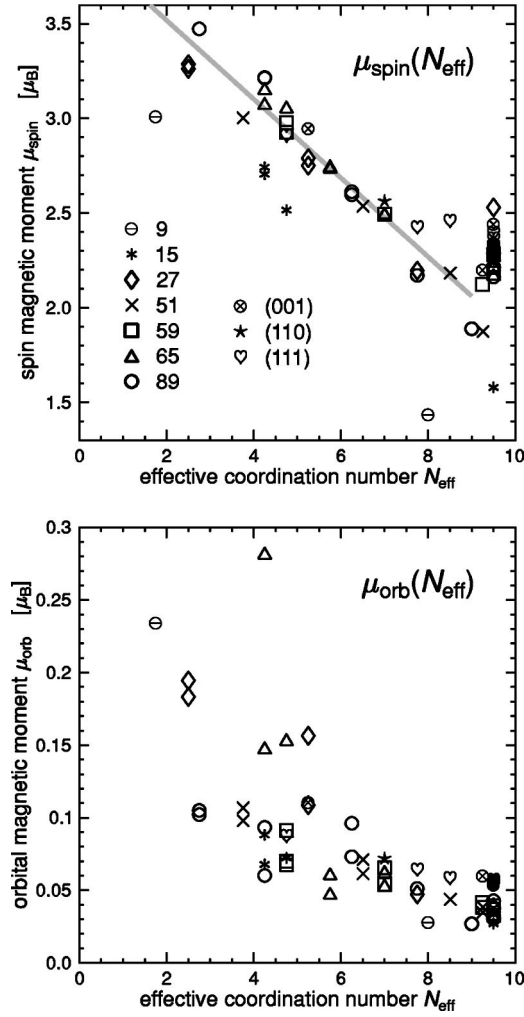 3.5
3.0
2.5
2.0
1.5
spin magnetic moment μspin [μB]
μspin(Neff)
9
15
27
51
59
65
89
(001)
(110)
(111)
0 2 4 6 8 10
effective coordination number Neff
0.3
0.25
0.2
0.15
0.1
0.05
0
orbital magnetic moment μorb [μB]
μorb(Neff)
0 2 4 6 8 10
effective coordination number Neff